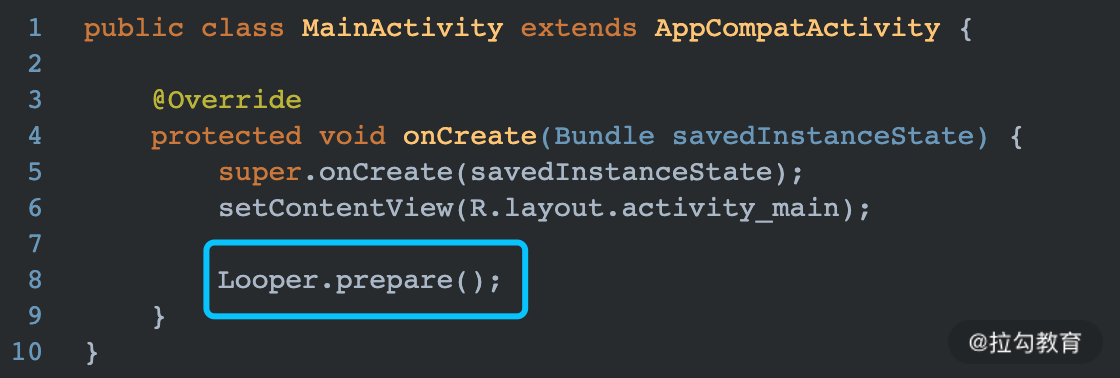 1 public class MainActivity extends AppCompatActivity {
2
3 @Override
4 protected void onCreate(Bundle savedInstanceState) {
5 super.onCreate(savedInstanceState);
6 setContentView(R.layout.activity_main);
7
8 Looper.prepare();
9 }
10 }
@拉勾教育